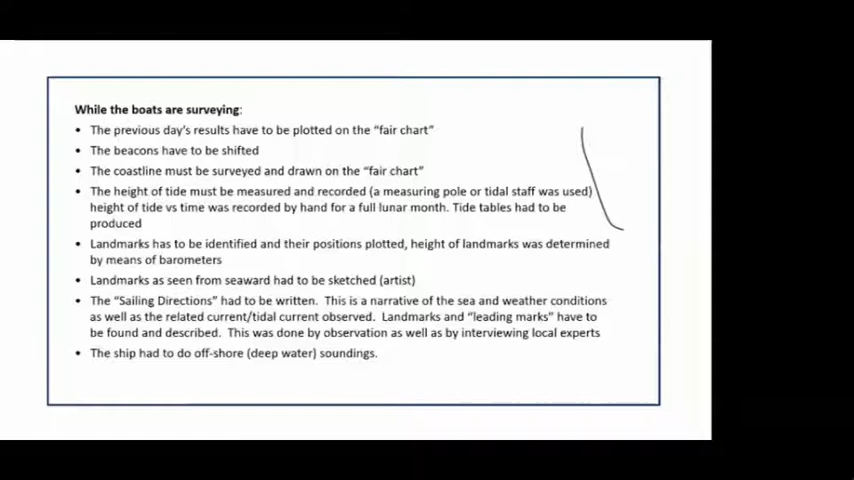 While the boats are surveying:
• The previous day's results have to be plotted on the "fair chart"
• The beacons have to be shifted
• The coastline must be surveyed and drawn on the "fair chart"
• The height of tide must be measured and recorded (a measuring pole or tidal staff was used)
height of tide vs time was recorded by hand for a full lunar month. Tide tables had to be
produced
• Landmarks has to be identified and their positions plotted, height of landmarks was determined
by means of barometers
• Landmarks as seen from seaward had to be sketched (artist)
• The "Sailing Directions" had to be written. This is a narrative of the sea and weather conditions
as well as the related current/tidal current observed. Landmarks and "leading marks" have to
be found and described. This was done by observation as well as by interviewing local experts
• The ship had to do off-shore (deep water) soundings.